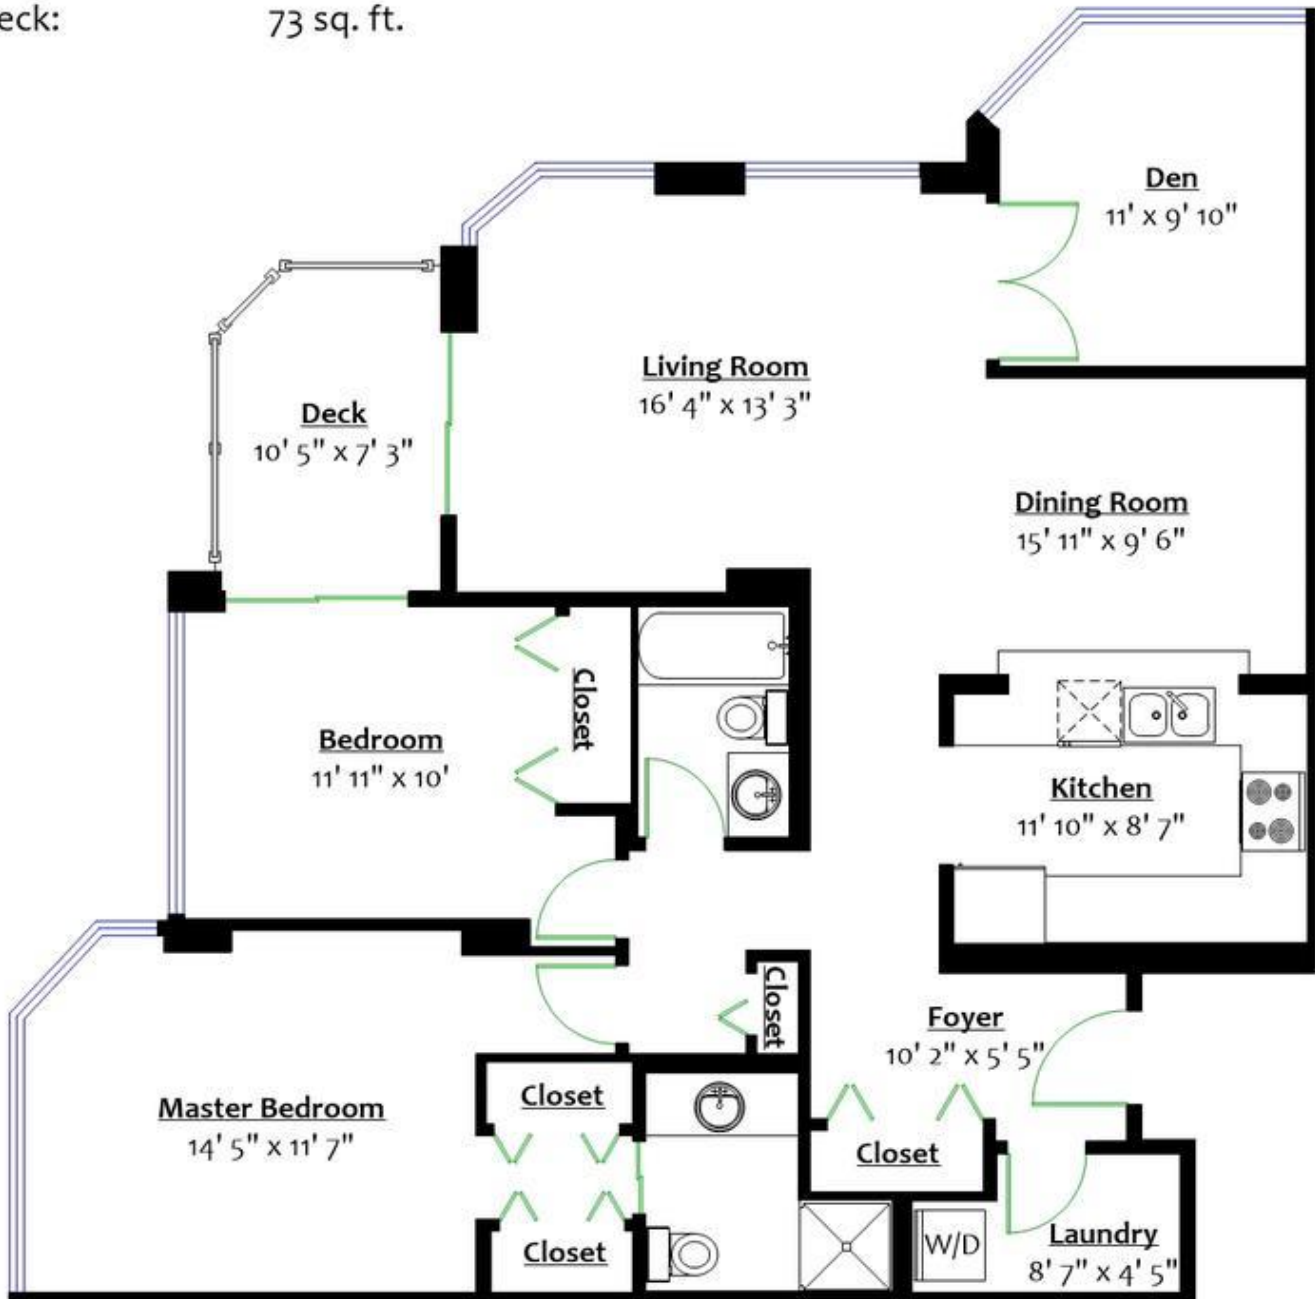 eck: 73 sq. ft.
Den
11' x 9' 10"
Living Room
16' 4" x 13' 3"
Deck
10' 5" x 7' 3"
Dining Room
15' 11" x 9' 6"
Closet
Bedroom
11' 11" x 10'
Kitchen
11' 10" x 8' 7"
Closet
Foyer
10' 2" x 5' 5"
Closet
Master Bedroom
14' 5" x 11' 7"
Closet
Closet
W/D
Laundry
8' 7" x 4' 5"